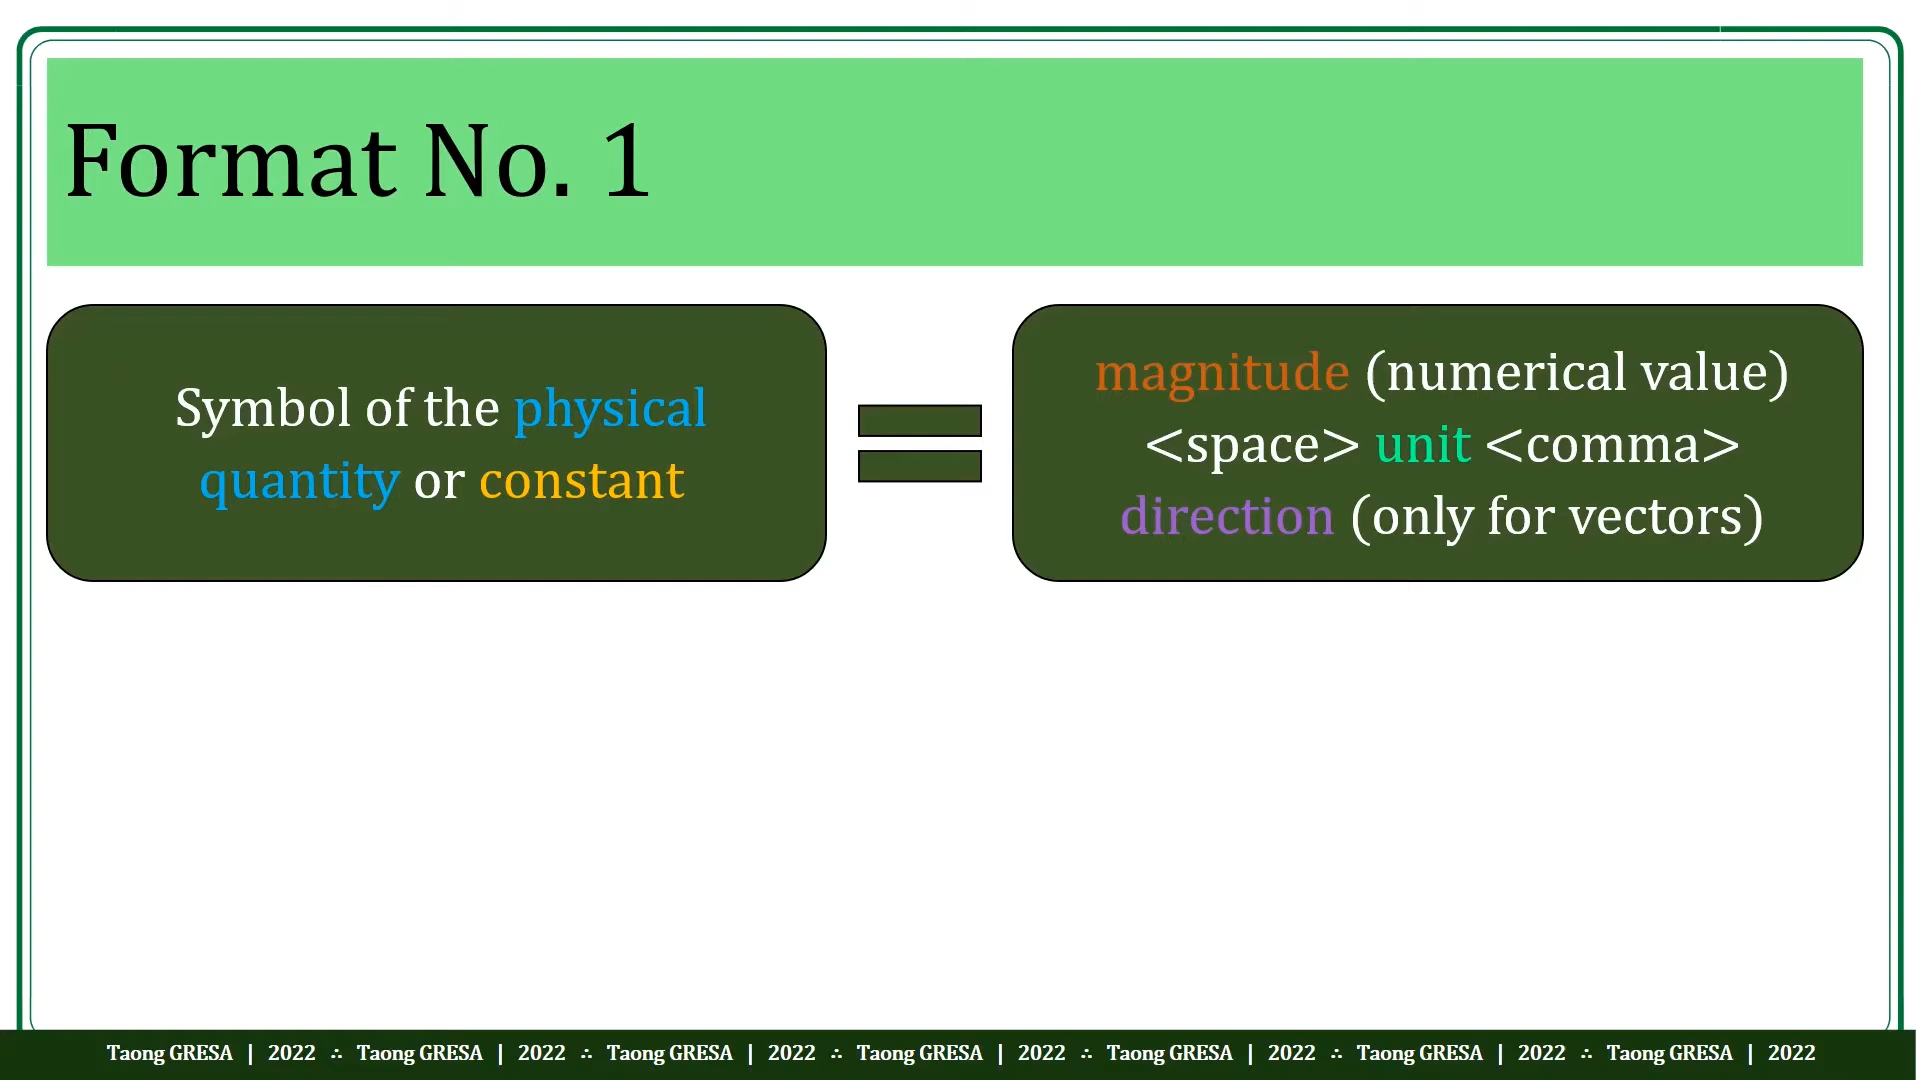 Format No. 1
Symbol of the physical
quantity or constant
magnitude (numerical value)
<space> unit <comma>
direction (only for vectors)
Taong GRESA | 2022 ∴ Taong GRESA | 2022 ∴ Taong GRESA | 2022 ∴ Taong GRESA | 2022 ∴ Taong GRESA | 2022 ∴ Taong GRESA | 2022 ∴ Taong GRESA | 2022